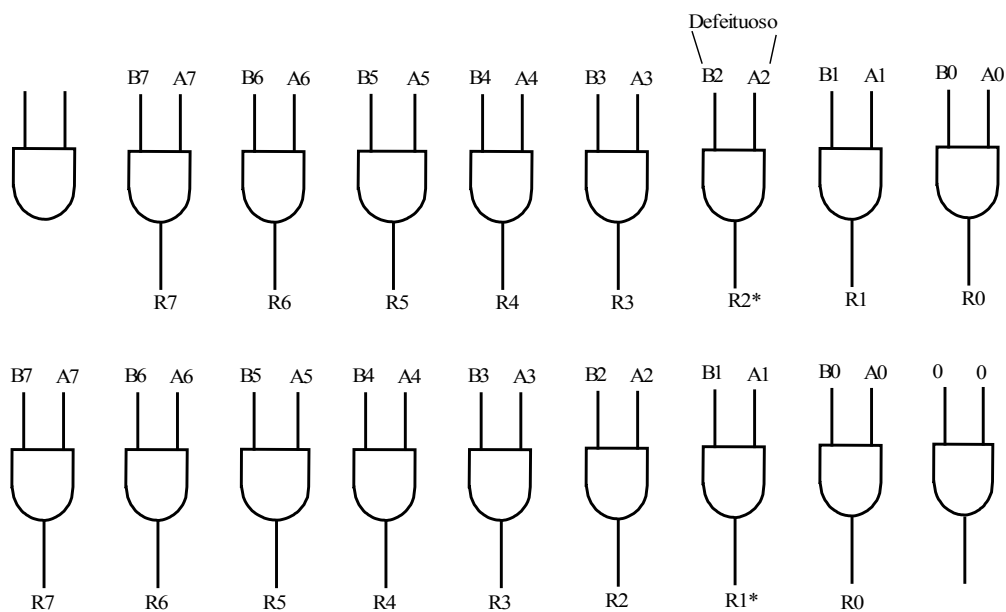 Defeituoso
B7 A7 B6 A6 B5 A5 B4 A4 B3 A3 B2 A2 B1 A1 B0 A0
R7 R6 R5 R4 R3 R2* R1 R0
B7 A7 B6 A6 B5 A5 B4 A4 B3 A3 B2 A2 B1 A1 B0 A0 0 0
R7 R6 R5 R4 R3 R2 R1* R0